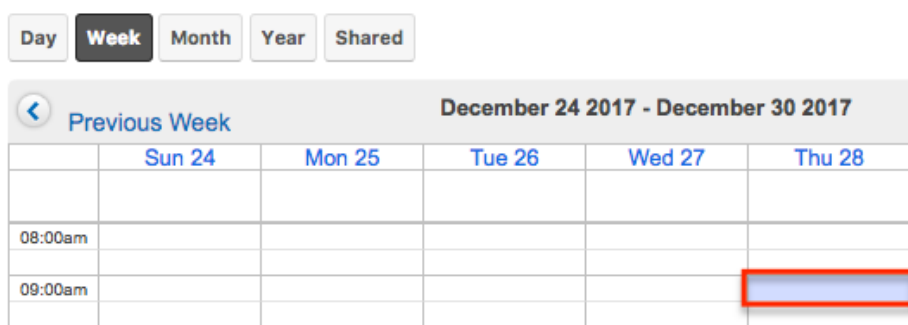 Day Week Month Year Shared
Previous Week December 24 2017 - December 30 2017
Sun 24 Mon 25 Tue 26 Wed 27 Thu 28
08:00am
09:00am